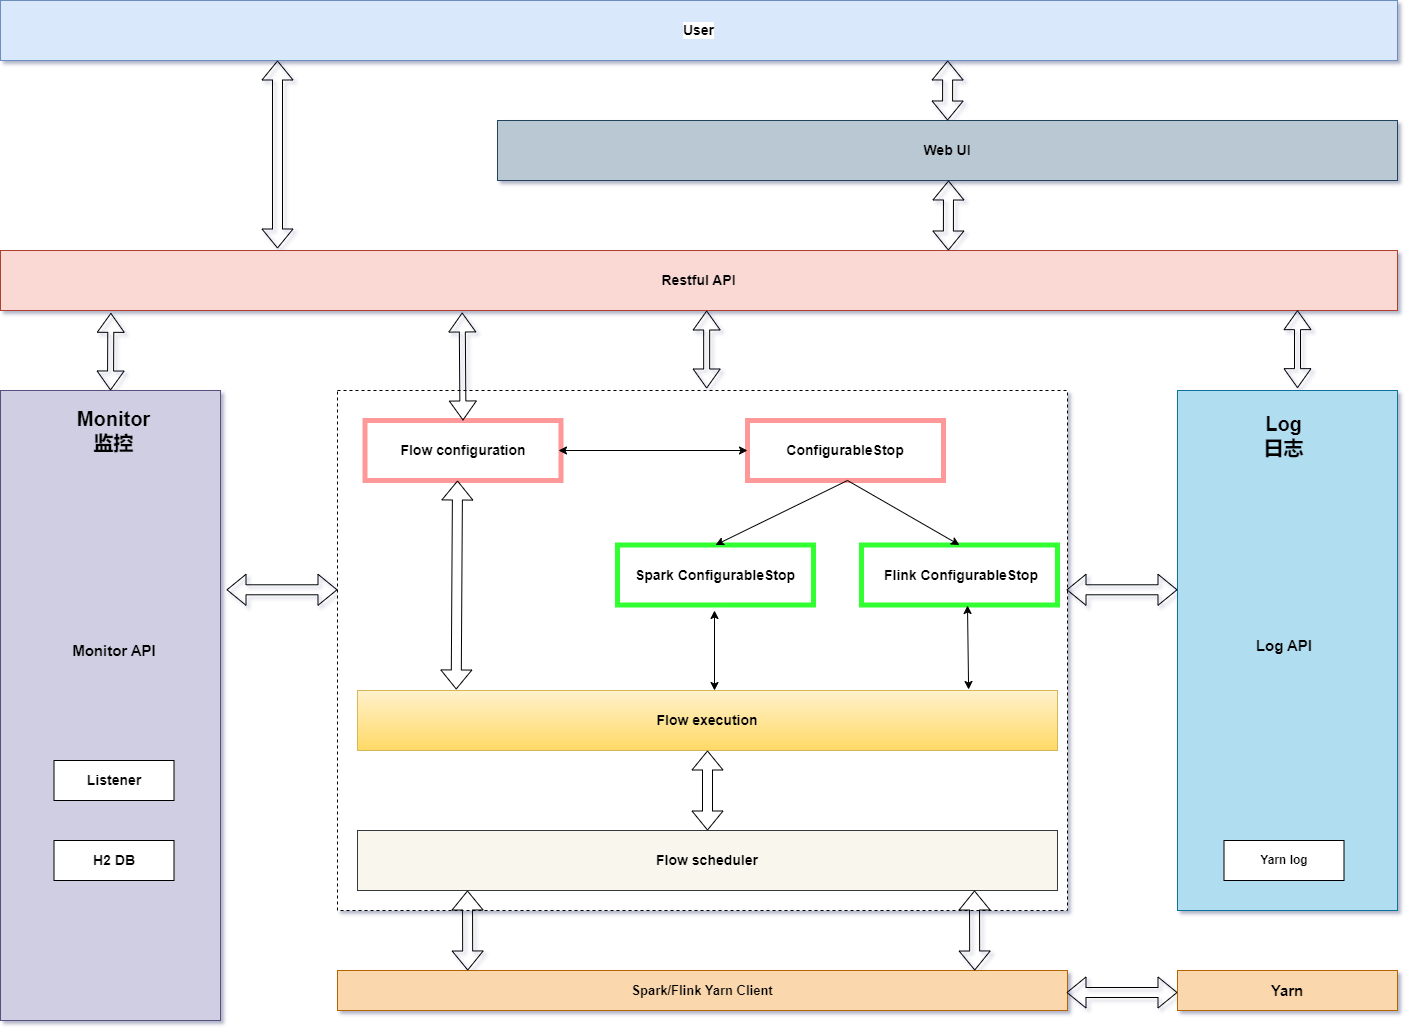 User
Web UI
Restful API
Monitor
监控
Log
日志
Flow configuration
ConfigurableStop
Spark ConfigurableStop
Flink ConfigurableStop
Monitor API
Log API
Flow execution
Listener
H2 DB
Flow scheduler
Yarn log
Spark/Flink Yarn Client
Yarn